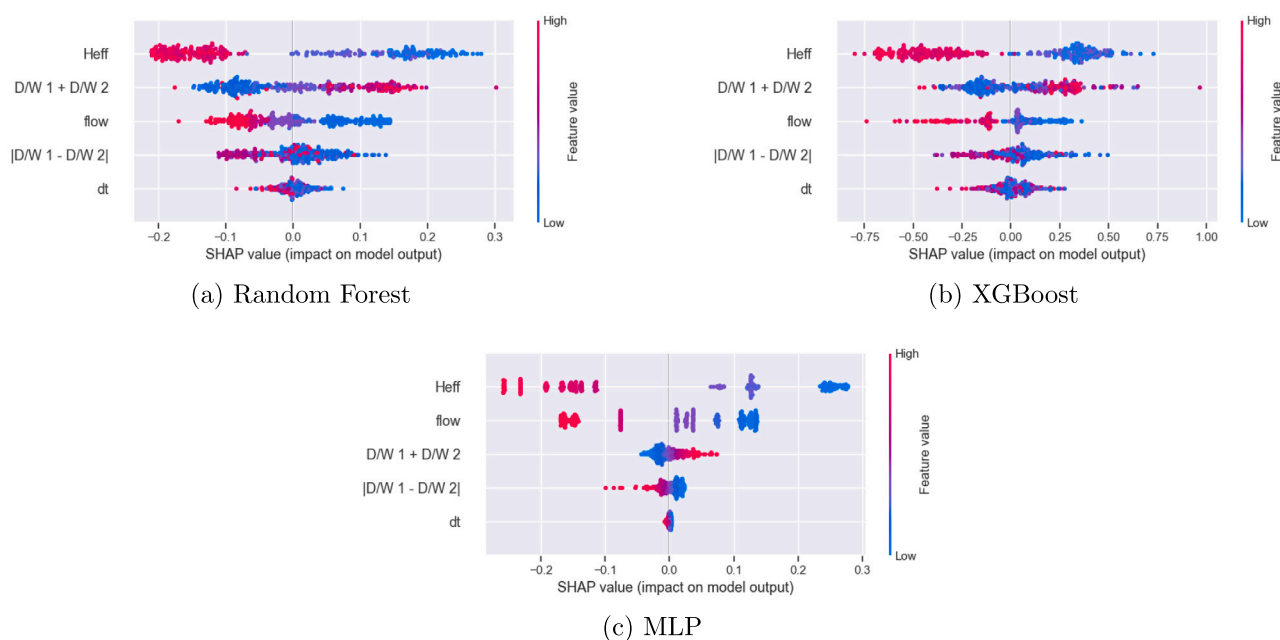 High
Heff
D/W 1 + D/W 2
flow
|D/W 1 - D/W 2|
dt
Feature value
Low
−0.2 −0.1 0.0 0.1 0.2 0.3
SHAP value (impact on model output)
(a) Random Forest
High
Heff
D/W 1 + D/W 2
flow
|D/W 1 - D/W 2|
dt
Feature value
Low
−0.75 −0.50 −0.25 0.00 0.25 0.50 0.75 1.00
SHAP value (impact on model output)
(b) XGBoost
High
Heff
flow
D/W 1 + D/W 2
|D/W 1 - D/W 2|
dt
Feature value
Low
−0.2 −0.1 0.0 0.1 0.2 0.3
SHAP value (impact on model output)
(c) MLP